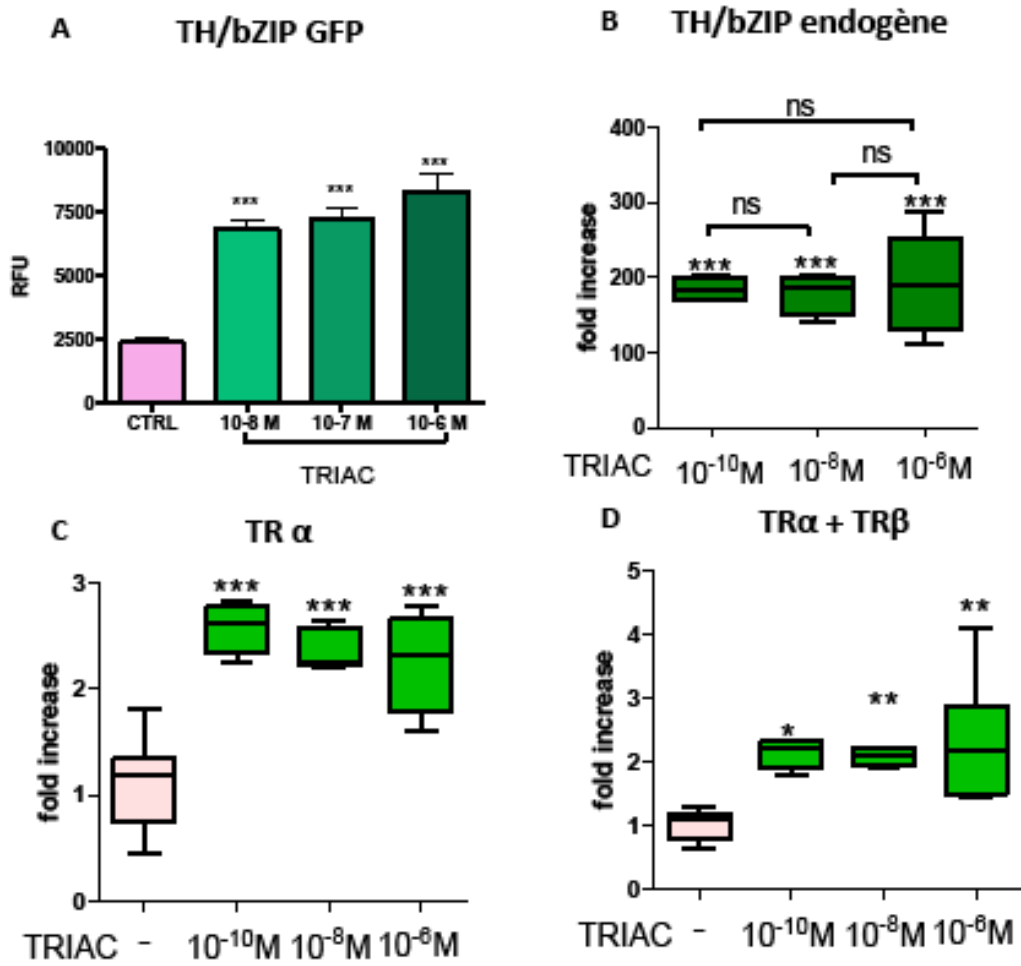 A
TH/bZIP GFP
10000
7500
5000
2500
0
RFU
***
***
***
CTRL
10-8 M
10-7 M
10-6 M
TRIAC
B
TH/bZIP endogène
400
300
200
100
0
fold increase
ns
ns
ns
***
***
***
TRIAC 10⁻¹⁰M 10⁻⁸M 10⁻⁶M
C
TR α
3
2
1
0
fold increase
***
***
***
TRIAC - 10⁻¹⁰M 10⁻⁸M 10⁻⁶M
D
TRα + TRβ
5
4
3
2
1
0
fold increase
*
**
**
TRIAC - 10⁻¹⁰M 10⁻⁸M 10⁻⁶M